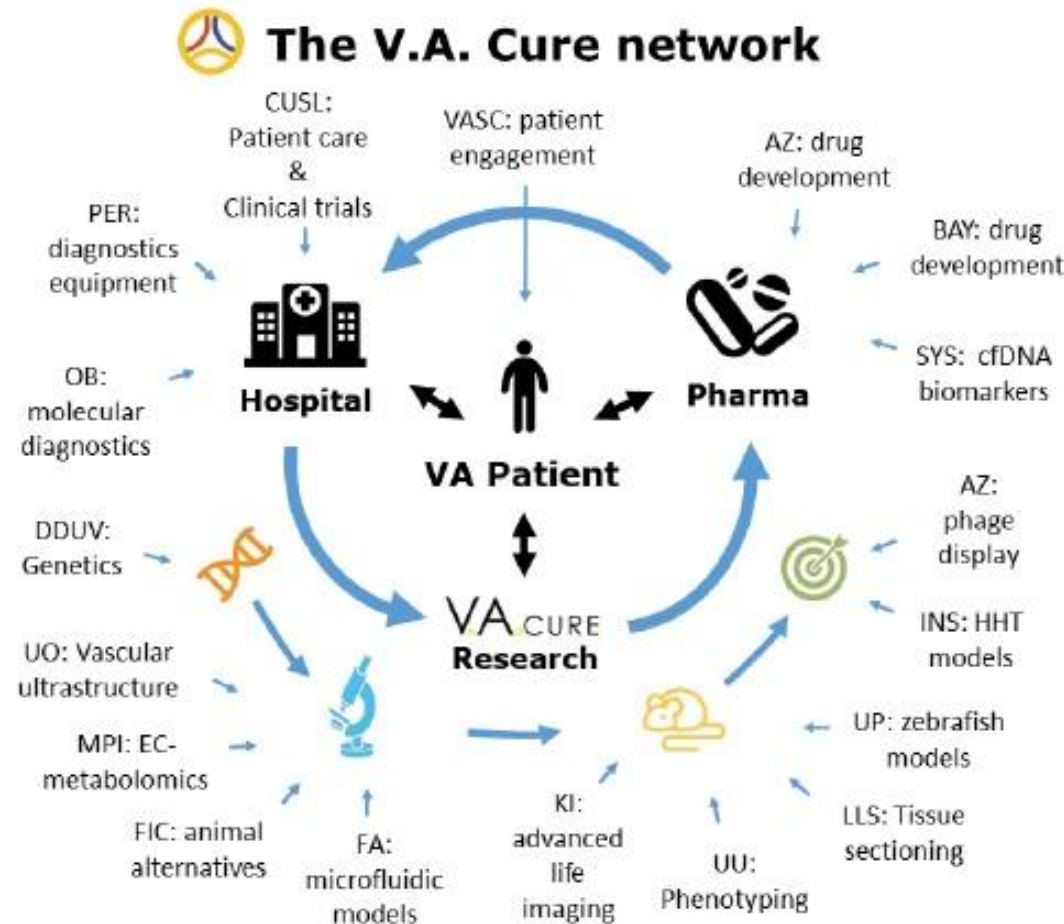 The V.A. Cure network
CUSL:
Patient care
&
Clinical trials
VASC: patient
engagement
AZ: drug
development
PER:
diagnostics
equipment
BAY: drug
development
OB:
molecular
diagnostics
Hospital
Pharma
SYS: cfDNA
biomarkers
VA Patient
DDUV:
Genetics
AZ:
phage
display
VA CURE
Research
INS: HHT
models
UO: Vascular
ultrastructure
MPI: EC-
metabolomics
UP: zebrafish
models
FIC: animal
alternatives
FA:
microfluidic
models
KI:
advanced
life
imaging
UU:
Phenotyping
LLS: Tissue
sectioning